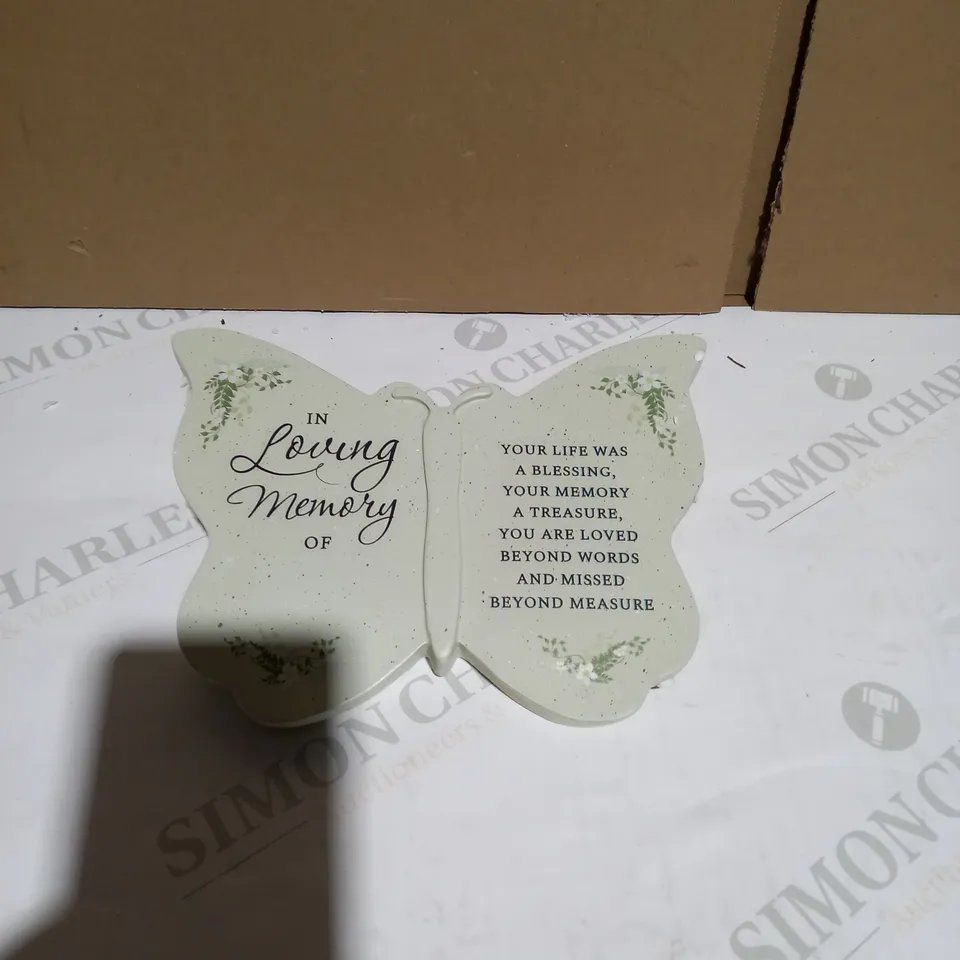 IN
Loving
Memory
OF
YOUR LIFE WAS
A BLESSING,
YOUR MEMORY
A TREASURE,
YOU ARE LOVED
BEYOND WORDS
AND MISSED
BEYOND MEASURE
SIMON CHARLES
Auctioneers &